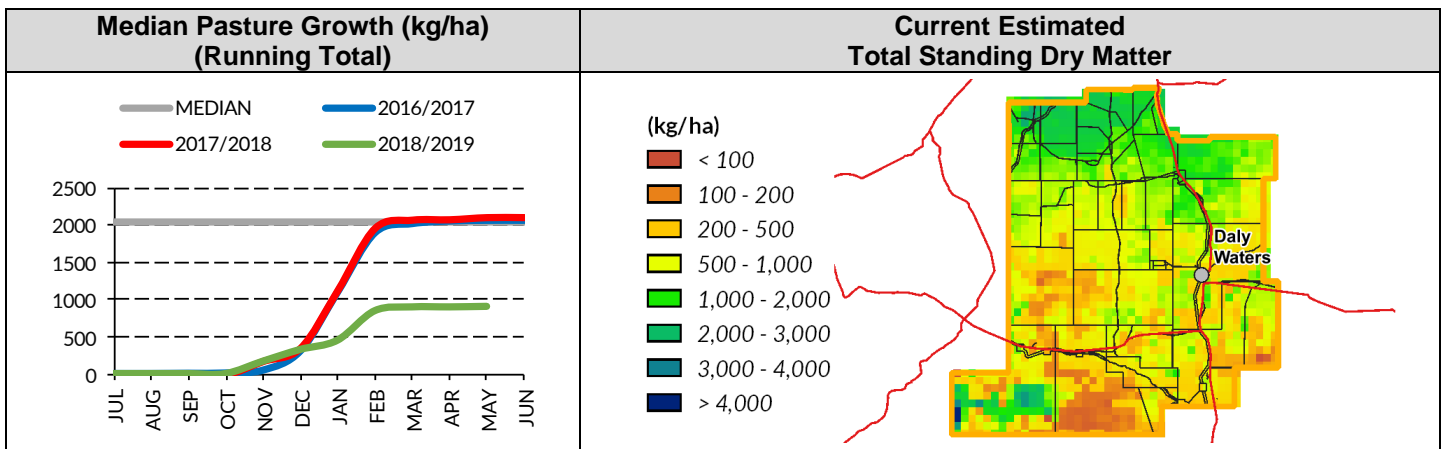 Median Pasture Growth (kg/ha)
(Running Total)
Current Estimated
Total Standing Dry Matter
MEDIAN
2016/2017
2017/2018
2018/2019
2500
2000
1500
1000
500
0
JUL
AUG
SEP
OCT
NOV
DEC
JAN
FEB
MAR
APR
MAY
JUN
(kg/ha)
< 100
100 - 200
200 - 500
500 - 1,000
1,000 - 2,000
2,000 - 3,000
3,000 - 4,000
> 4,000
Daly
Waters